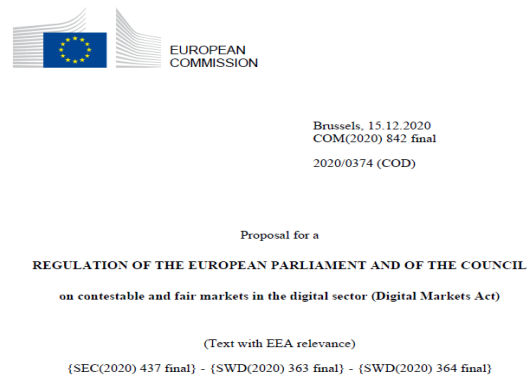 EUROPEAN
COMMISSION
Brussels, 15.12.2020
COM(2020) 842 final
2020/0374 (COD)
Proposal for a
REGULATION OF THE EUROPEAN PARLIAMENT AND OF THE COUNCIL
on contestable and fair markets in the digital sector (Digital Markets Act)
(Text with EEA relevance)
{SEC(2020) 437 final} - {SWD(2020) 363 final} - {SWD(2020) 364 final}